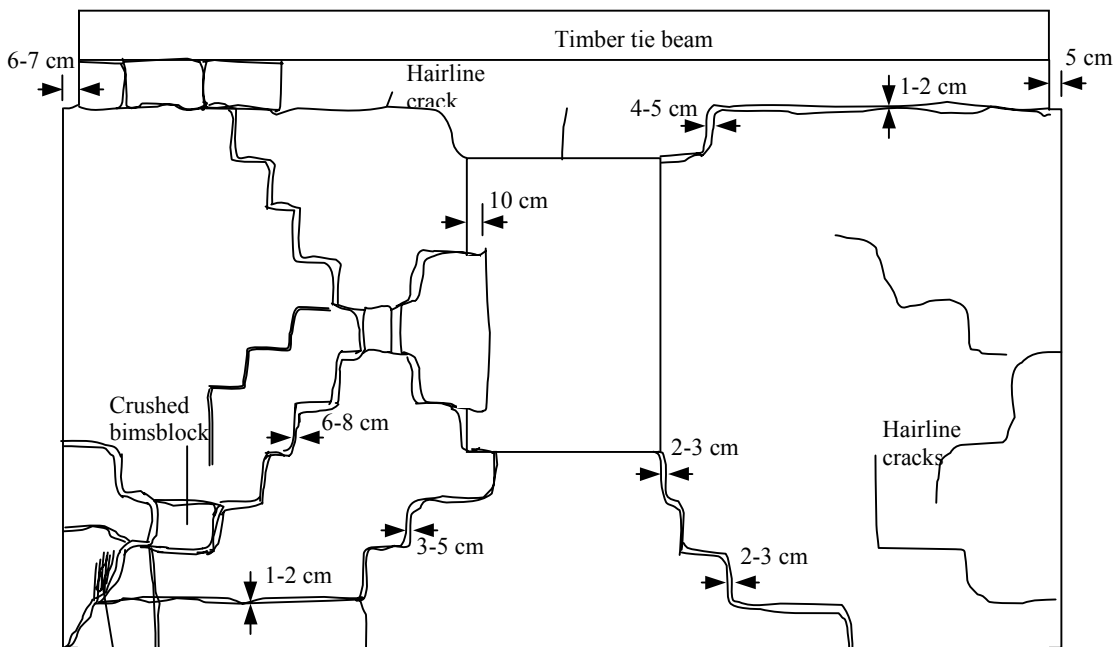 Timber tie beam
6-7 cm
5 cm
Hairline
crack
1-2 cm
4-5 cm
10 cm
Crushed
bimsblock
6-8 cm
Hairline
cracks
2-3 cm
3-5 cm
2-3 cm
1-2 cm